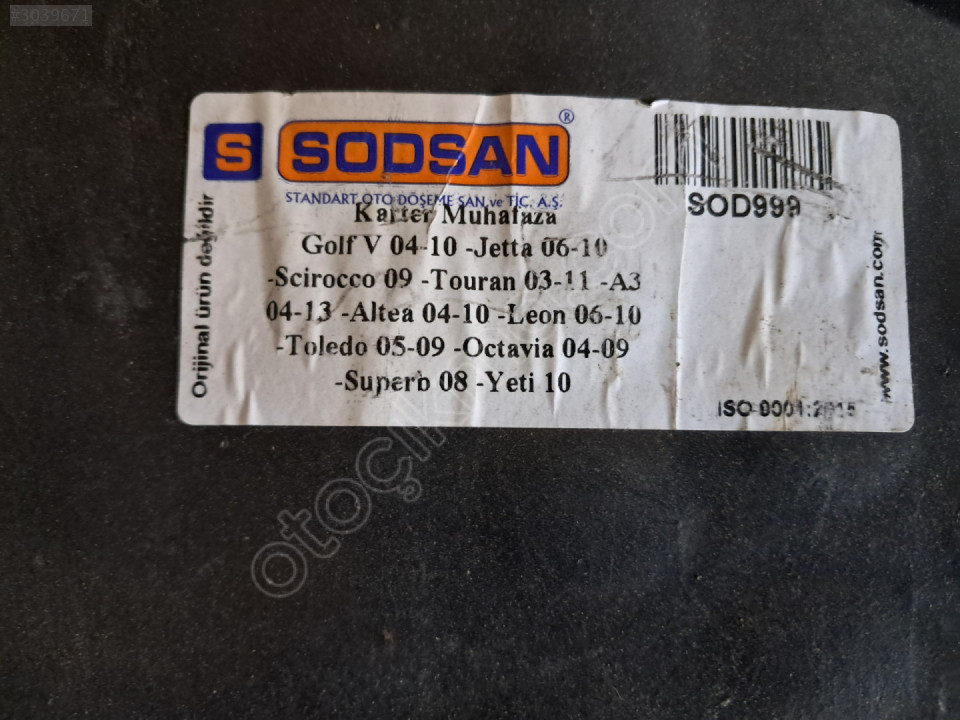 #3039671
S SODSAN ®
STANDART OTO DÖŞEME SAN. ve TİC. A.Ş.
Karter Muhafaza
Golf V 04-10 -Jetta 06-10
-Scirocco 09 -Touran 03-11 -A3
04-13 -Altea 04-10 -Leon 06-10
-Toledo 05-09 -Octavia 04-09
-Superb 08 -Yeti 10
Orijinal ürün değildir
SOD999
www.sodsan.com
ISO 9001:2015